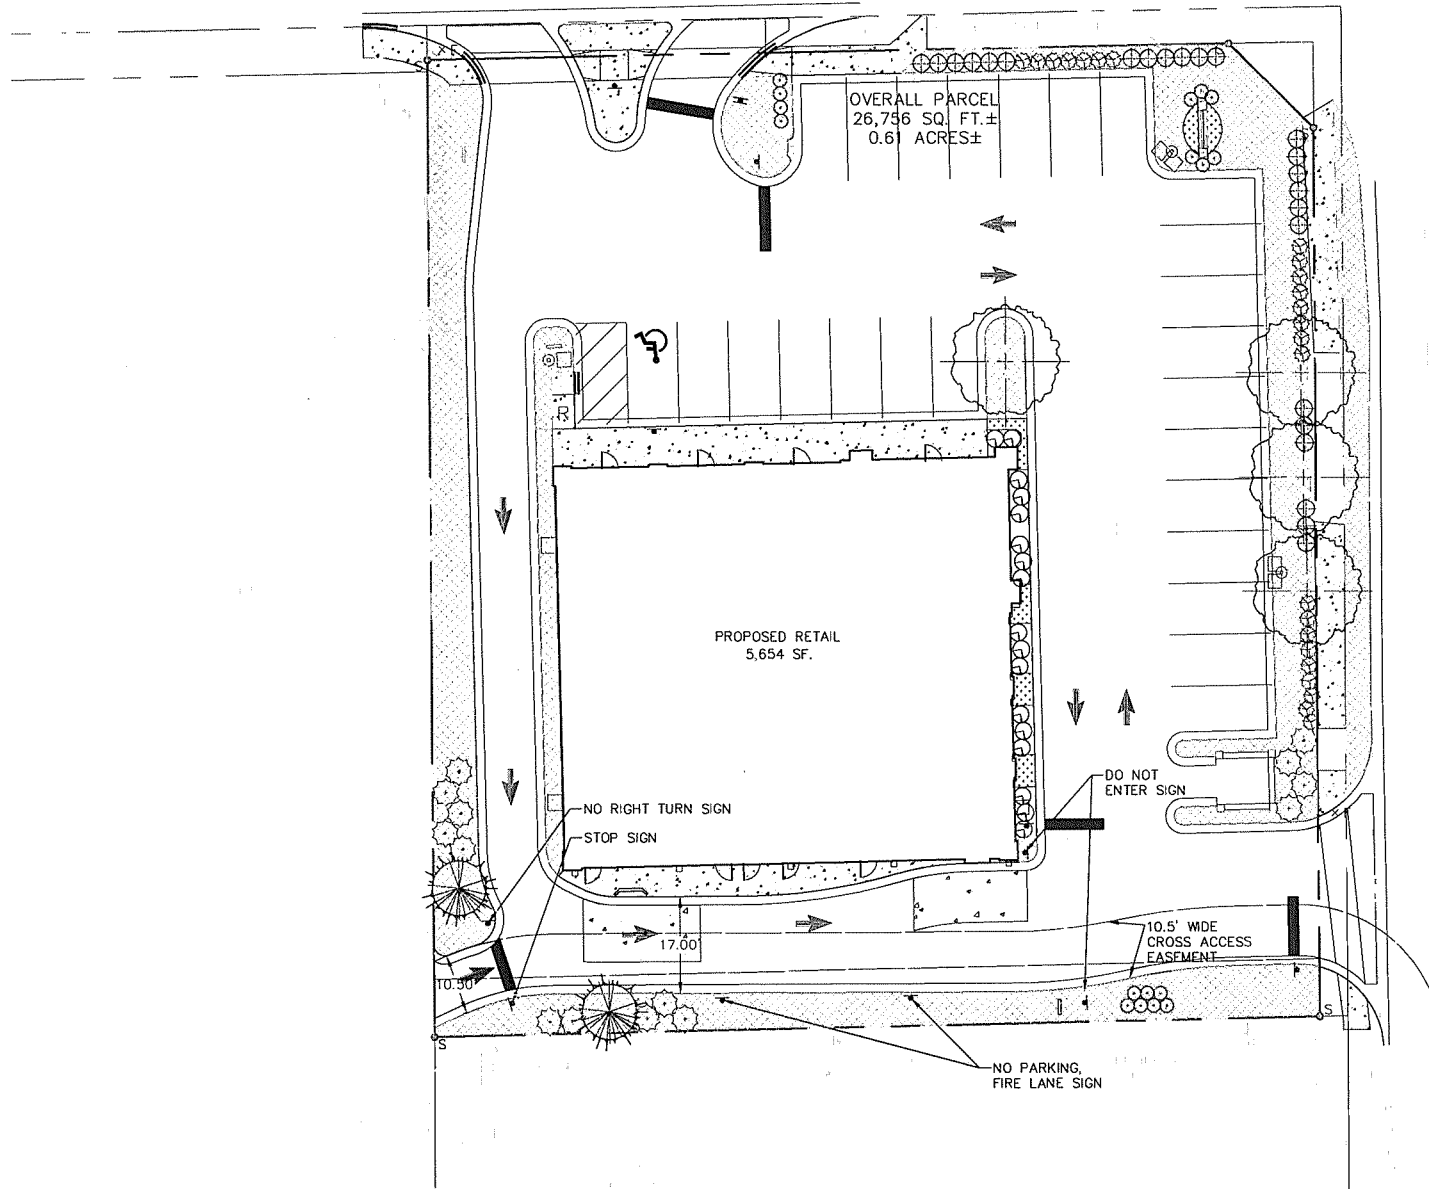 OVERALL PARCEL
26,756 SQ. FT.±
0.61 ACRES±
R
PROPOSED RETAIL
5,654 SF.
DO NOT
ENTER SIGN
NO RIGHT TURN SIGN
STOP SIGN
17.00'
10.5' WIDE
CROSS ACCESS
EASEMENT
10.50'
S
S
NO PARKING,
FIRE LANE SIGN